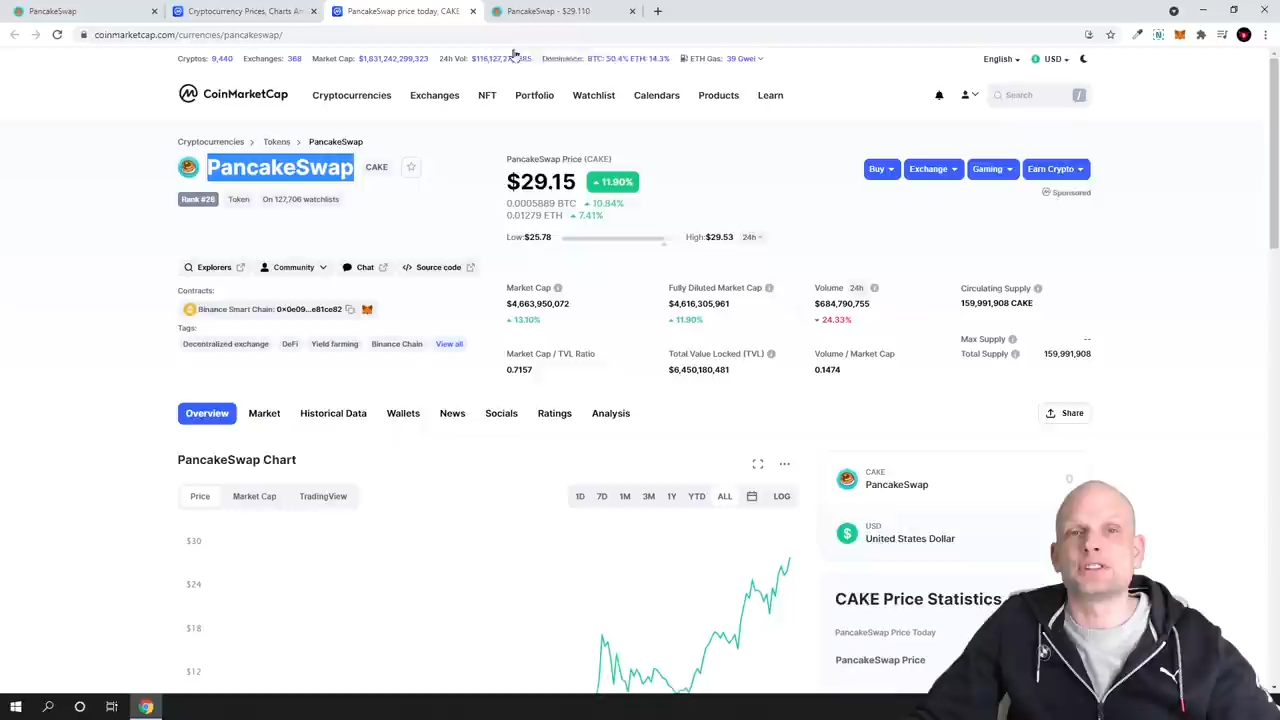 PancakeSwap
Cryptocurrency Prices, Charts An
PancakeSwap price today, CAKE
PancakeSwap - $29.110
coinmarketcap.com/currencies/pancakeswap/
Cryptos: 9,440 Exchanges: 368 Market Cap: $1,831,242,299,323 24h Vol: Dominance: BTC: 50.4% ETH: 14.3% ETH Gas: 39 Gwei
English USD
CoinMarketCap
Cryptocurrencies Exchanges NFT Portfolio Watchlist Calendars Products Learn
Search /
Cryptocurrencies > Tokens > PancakeSwap
PancakeSwap CAKE
Rank #26 Token On 127,706 watchlists
PancakeSwap Price (CAKE)
$29.15 11.90%
0.0005889 BTC 10.84%
0.01279 ETH 7.41%
Low: $25.78 High: $29.53 24h
Buy Exchange Gaming Earn Crypto
Sponsored
Explorers Community Chat Source code
Contracts:
Binance Smart Chain: 0x0e09...e81ce82
Tags:
Decentralized exchange DeFi Yield farming Binance Chain View all
Market Cap
$4,663,950,072
13.10%
Fully Diluted Market Cap
$4,616,305,961
11.90%
Volume 24h
$684,790,755
24.33%
Circulating Supply
159,991,908 CAKE
Market Cap / TVL Ratio
0.7157
Total Value Locked (TVL)
$6,450,180,481
Volume / Market Cap
0.1474
Max Supply --
Total Supply 159,991,908
Overview Market Historical Data Wallets News Socials Ratings Analysis
Share
PancakeSwap Chart
Price Market Cap TradingView
1D 7D 1M 3M 1Y YTD ALL LOG
$30
$24
$18
$12
CAKE
PancakeSwap
0
USD
United States Dollar
CAKE Price Statistics
PancakeSwap Price Today
PancakeSwap Price